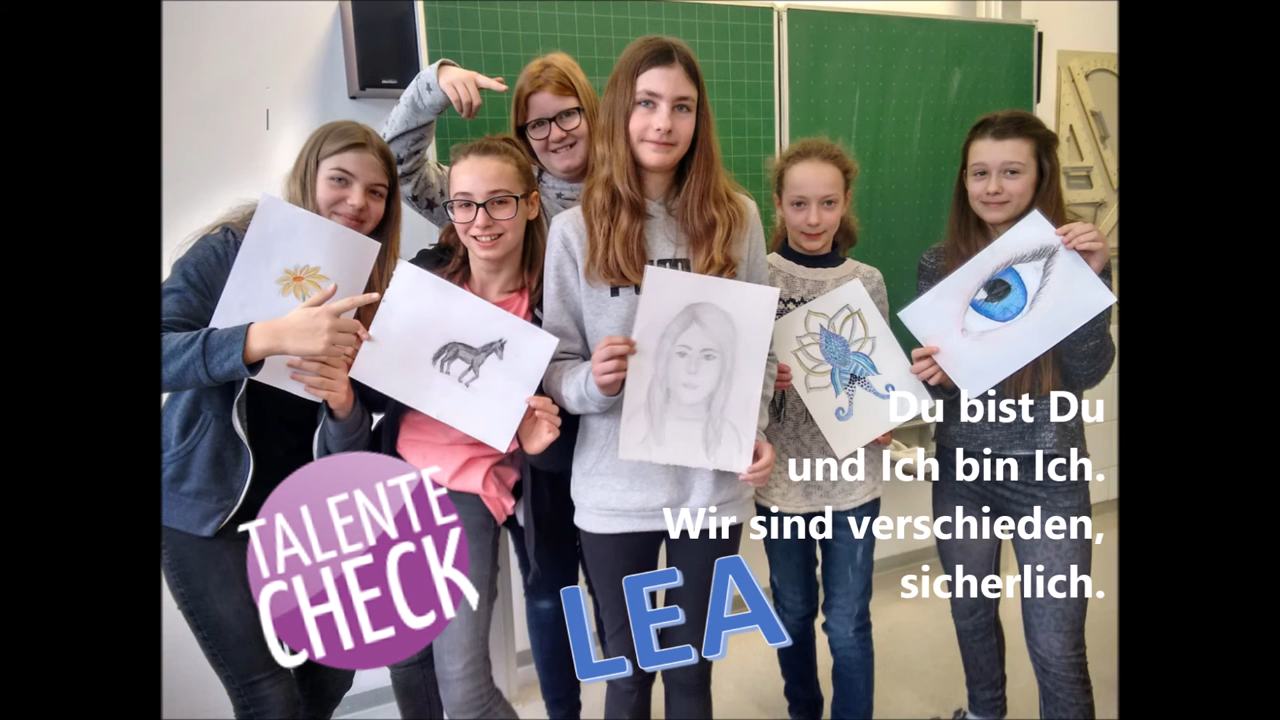 Du bist Du
und Ich bin Ich.
Wir sind verschieden,
sicherlich.
TALENTE
CHECK
LEA